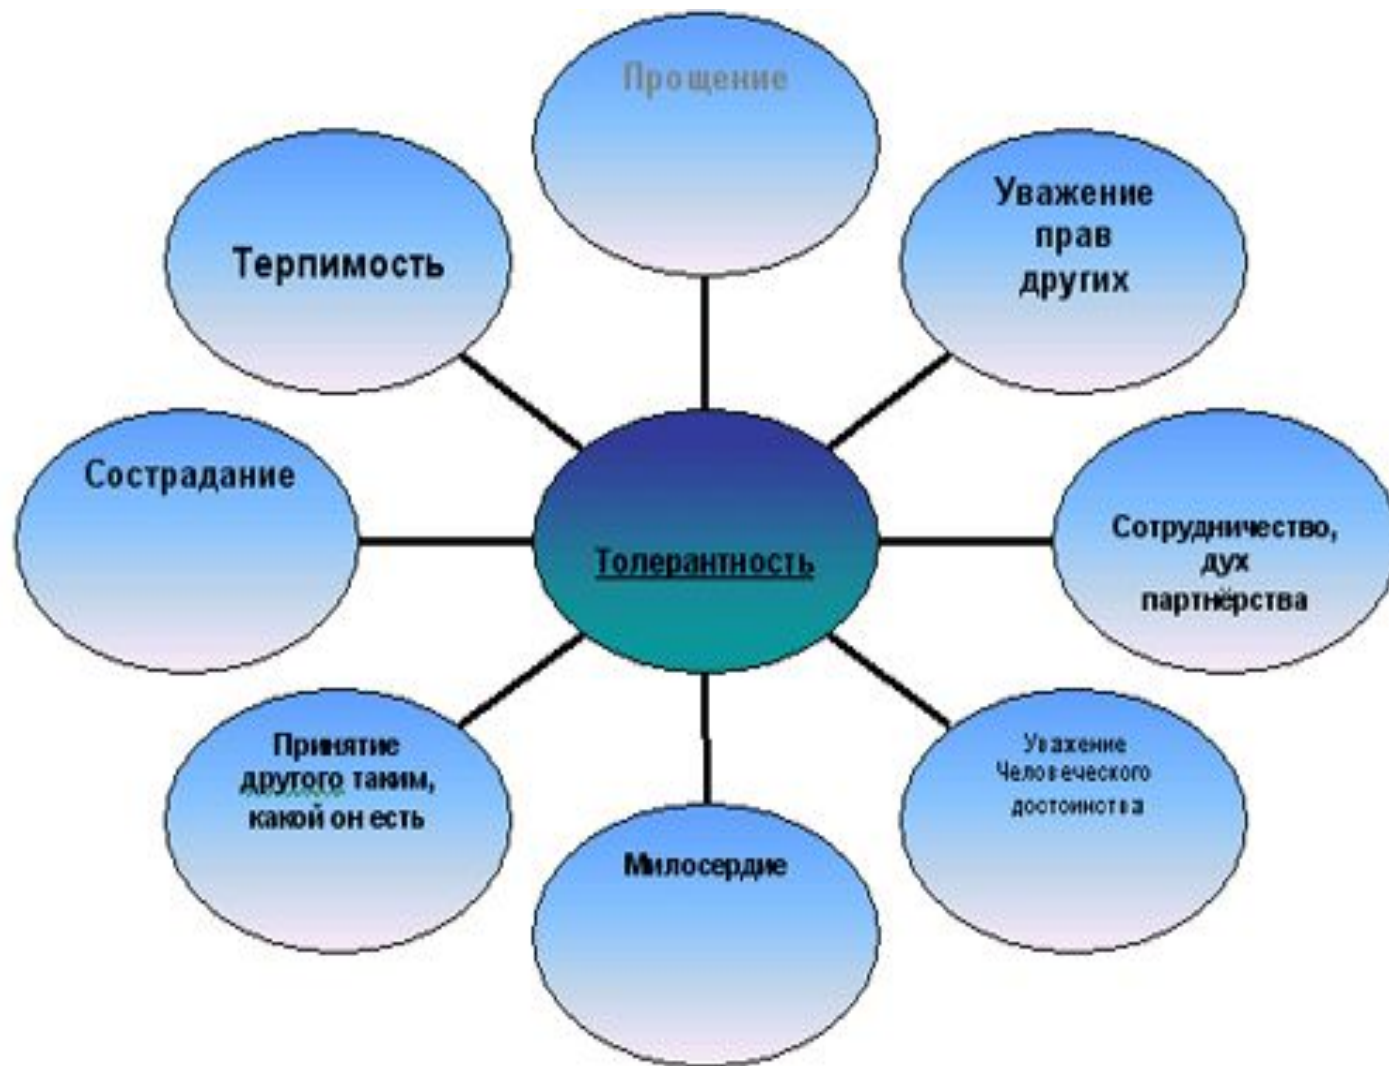 Прощение
Уважение
прав
других
Терпимость
Сострадание
Толерантность
Сотрудничество,
дух
партнёрства
Принятие
другого таким,
какой он есть
Уважение
Человеческого
достоинства
Милосердие